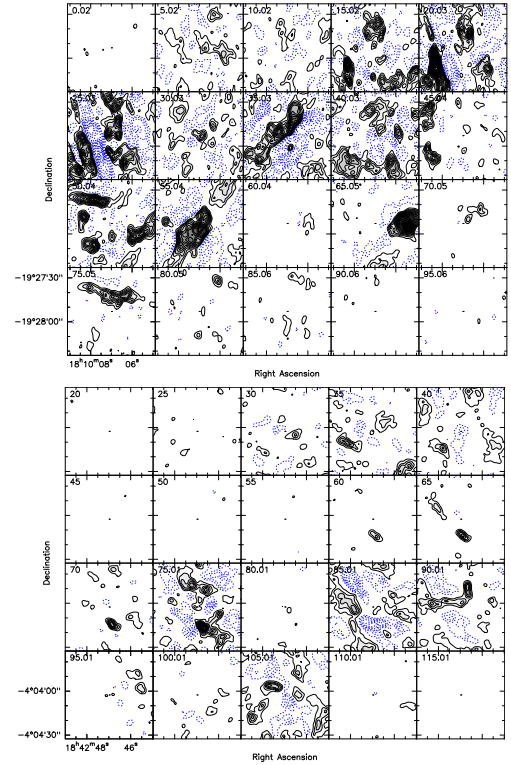 0.02 5.02 10.02 15.02 20.03
25.03 30.03 35.03 40.03 45.04
50.04 55.04 60.04 65.05 70.05
75.05 80.05 85.06 90.06 95.06
Declination
−19°27'30"
−19°28'00"
18ʰ10ᵐ08ˢ 06ˢ
Right Ascension
20 25 30 35 40
45 50 55 60 65
70 75.01 80.01 85.01 90.01
95.01 100.01 105.01 110.01 115.01
Declination
−4°04'00"
−4°04'30"
18ʰ42ᵐ48ˢ 46ˢ
Right Ascension